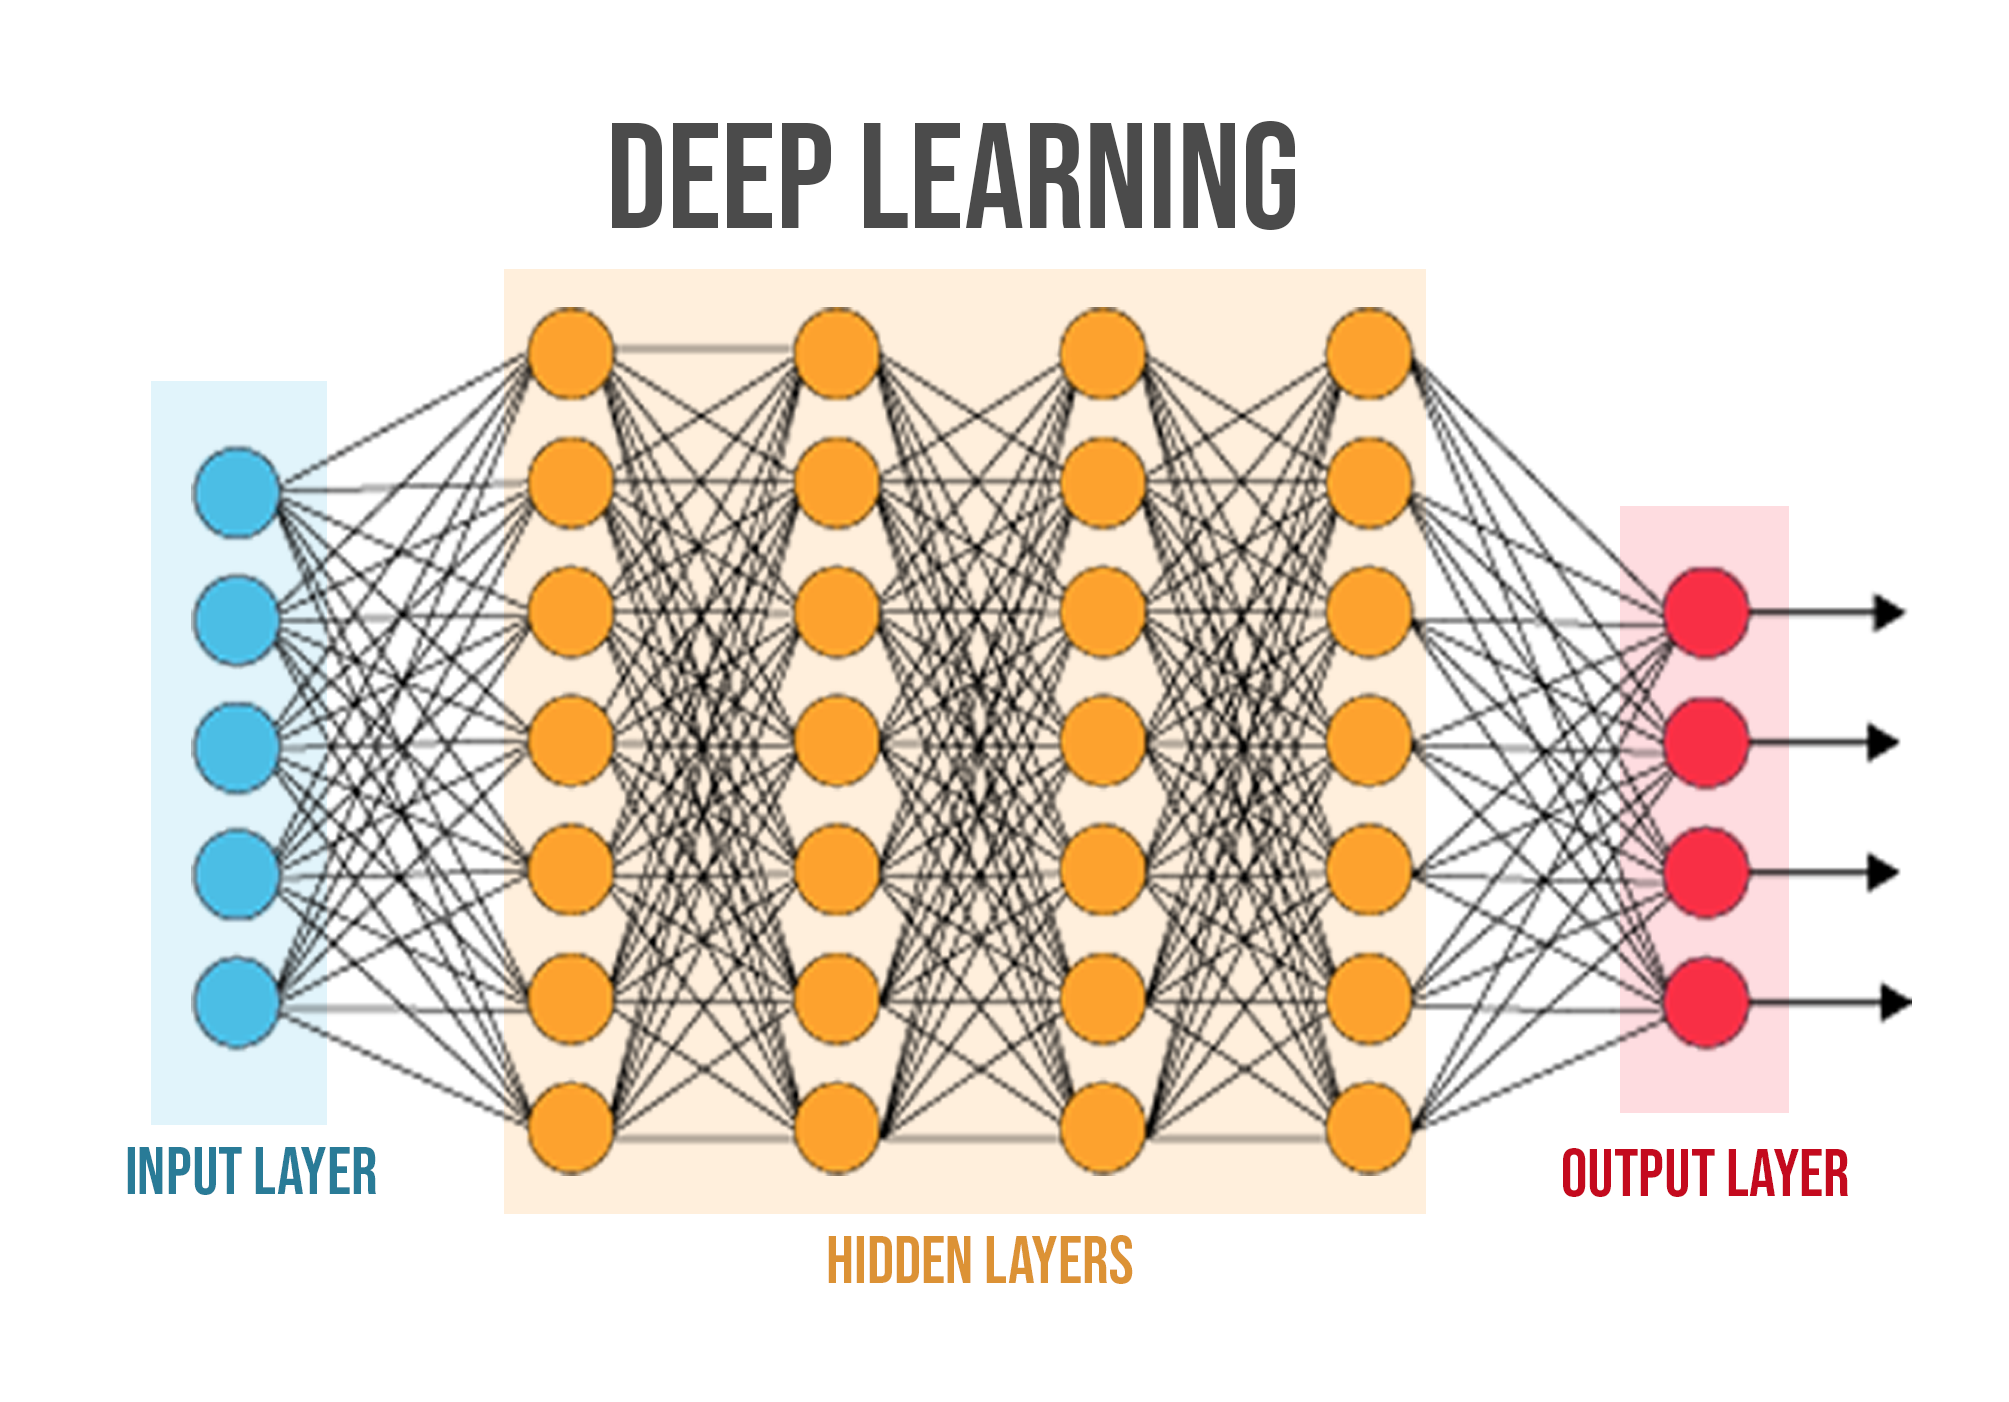 DEEP LEARNING
INPUT LAYER
OUTPUT LAYER
HIDDEN LAYERS